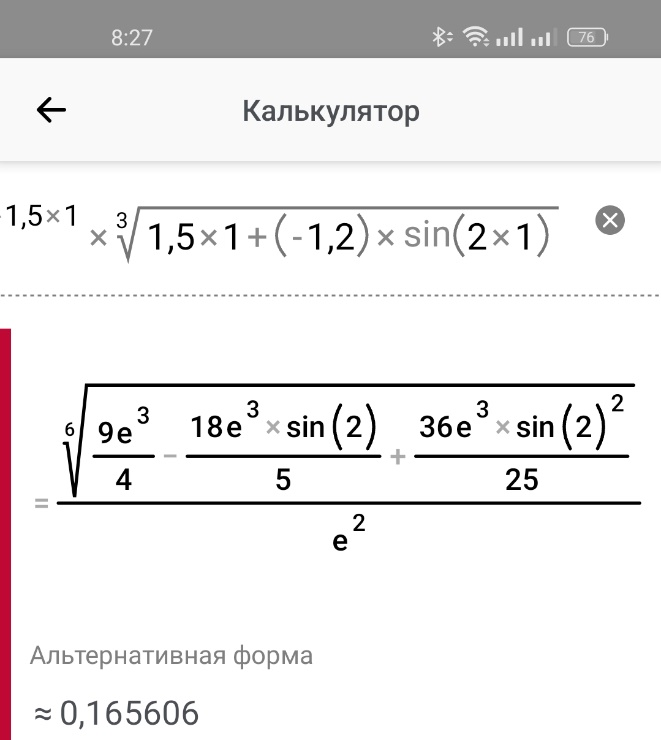 8:27 76
Калькулятор
-1,5×1 × ∛(1,5×1+(-1,2)×sin(2×1))
= ⁶√(9e³/4 − 18e³×sin(2)/5 + 36e³×sin(2)²/25) / e²
Альтернативная форма
≈ 0,165606